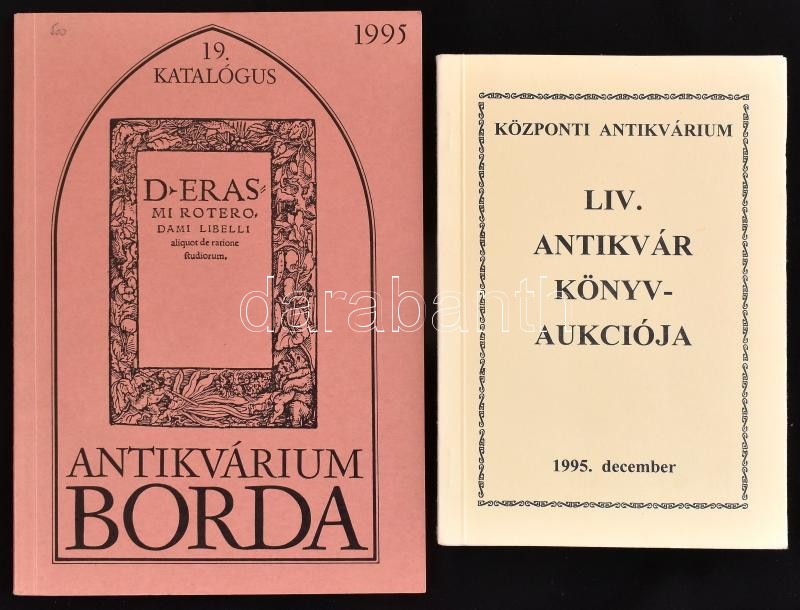 500
1995
19.
KATALÓGUS
D·ERAS=
MI ROTERO,
DAMI LIBELLI
aliquot de ratione
studiorum.
ANTIKVÁRIUM
BORDA
KÖZPONTI ANTIKVÁRIUM
LIV.
ANTIKVÁR
KÖNYV-
AUKCIÓJA
1995. december
darabanth